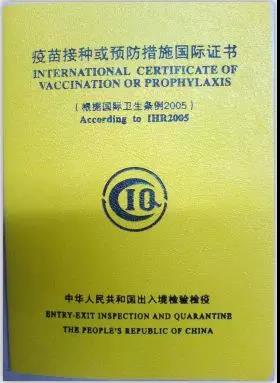 疫苗接种或预防措施国际证书
INTERNATIONAL CERTIFICATE OF
VACCINATION OR PROPHYLAXIS
(根据国际卫生条例2005)
According to IHR2005
CIQ
中华人民共和国出入境检验检疫
ENTRY-EXIT INSPECTION AND QUARANTINE
THE PEOPLE'S REPUBLIC OF CHINA